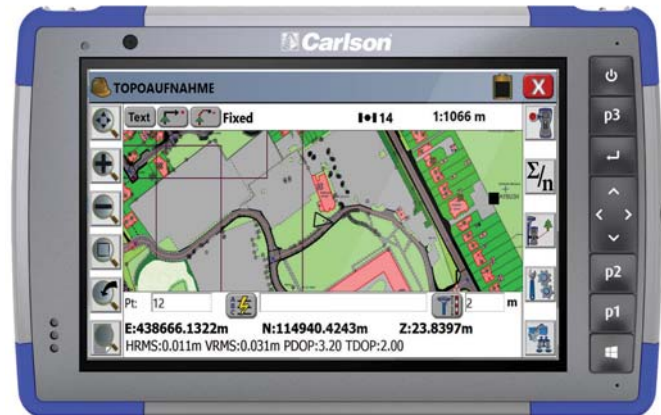 Carlson
TOPOAUFNAHME
X
Text Fixed 14 1:1066 m
p3
Σ/n
Pt: 12 2 m
p2
E:438666.1322m N:114940.4243m Z:23.8397m
p1
HRMS:0.011m VRMS:0.031m PDOP:3.20 TDOP:2.00